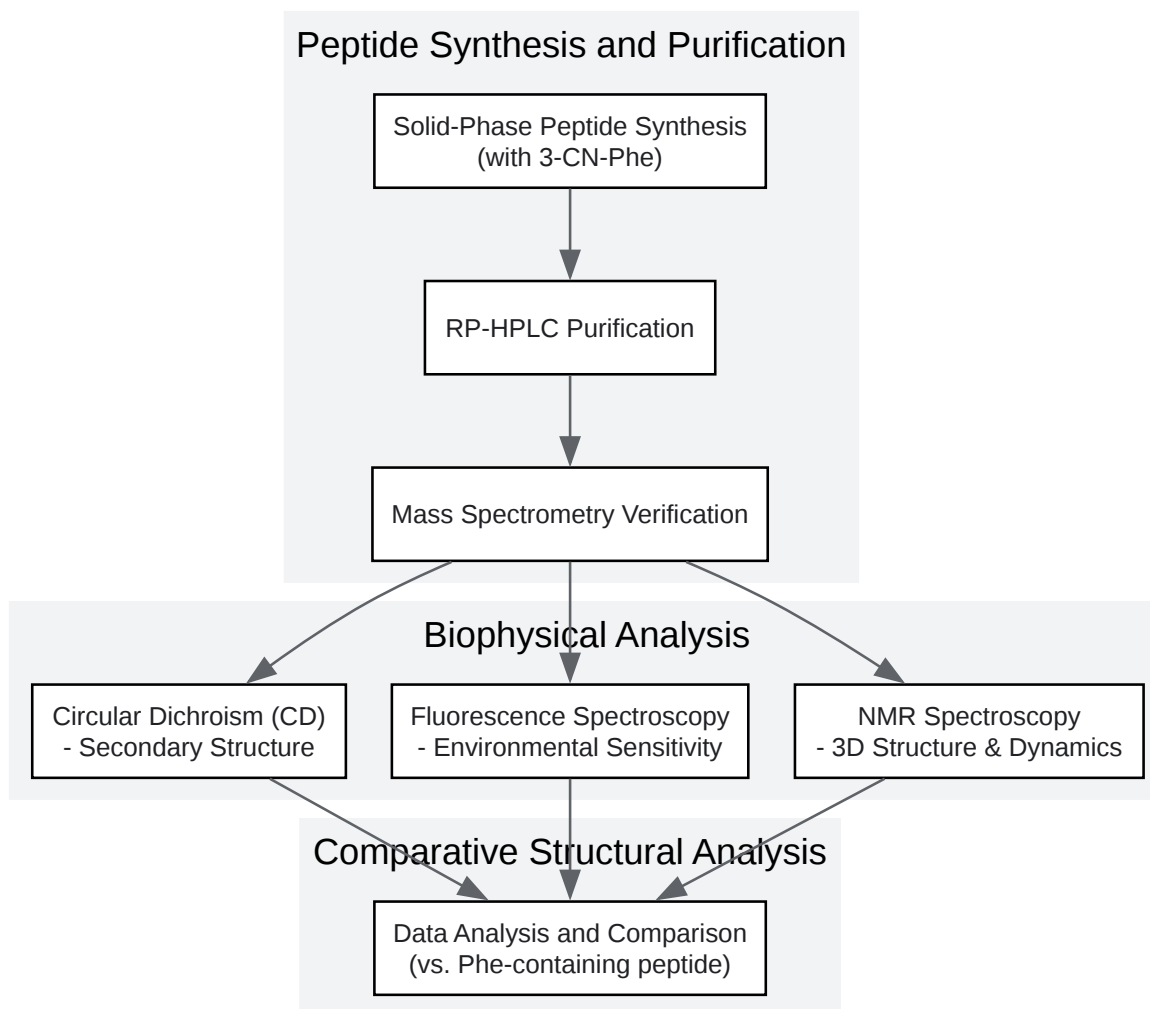 Peptide Synthesis and Purification
Solid-Phase Peptide Synthesis
(with 3-CN-Phe)
RP-HPLC Purification
Mass Spectrometry Verification
Biophysical Analysis
Circular Dichroism (CD)
- Secondary Structure
Fluorescence Spectroscopy
- Environmental Sensitivity
NMR Spectroscopy
- 3D Structure & Dynamics
Comparative Structural Analysis
Data Analysis and Comparison
(vs. Phe-containing peptide)